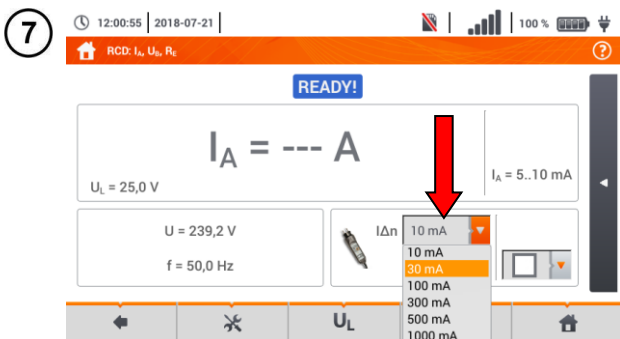 7
12:00:55 2018-07-21 100 %
RCD: IA, UB, RE ?
READY!
IA = --- A
UL = 25,0 V
IA = 5..10 mA
U = 239,2 V
f = 50,0 Hz
IΔn 10 mA
10 mA
30 mA
100 mA
300 mA
500 mA
1000 mA
UL